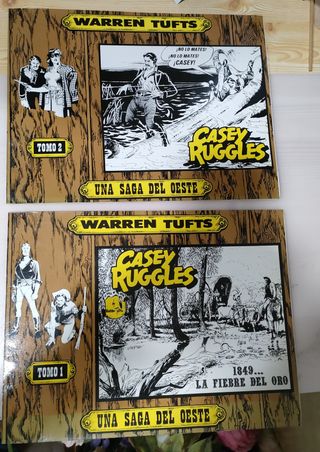 WARREN TUFTS
¡NO LO MATES!
¡NO LO MATES!
¡CASEY!
CASEY
RUGGLES
TOMO 2
UNA SAGA DEL OESTE
WARREN TUFTS
CASEY
RUGGLES
1849...
LA FIEBRE DEL ORO
TOMO 1
UNA SAGA DEL OESTE